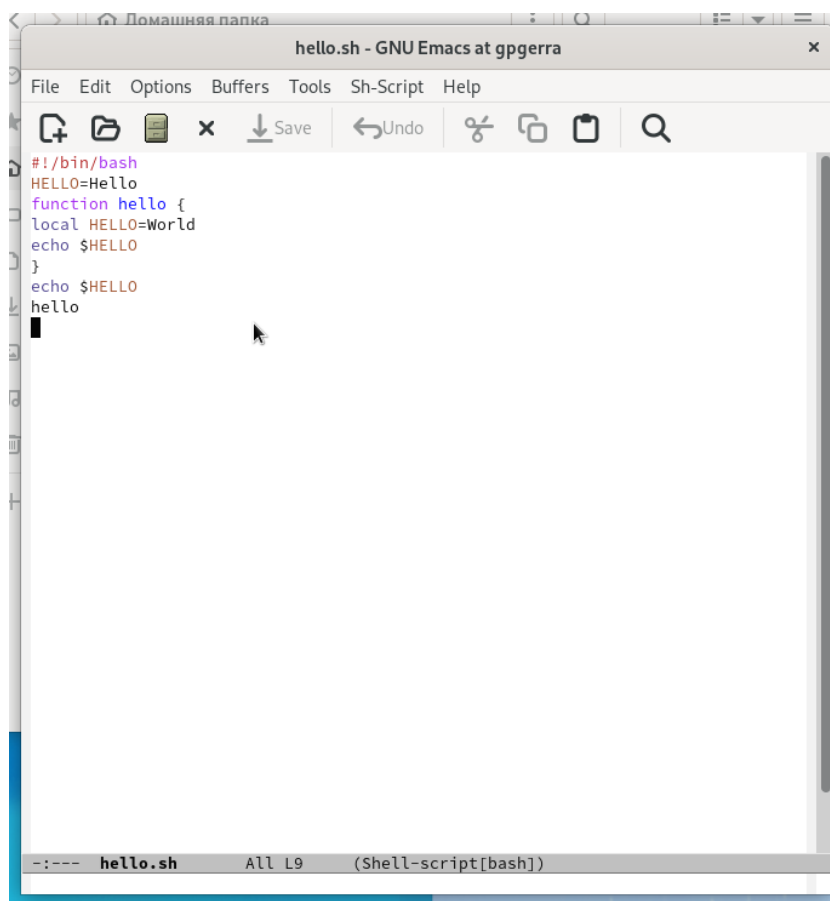 Домашняя папка
hello.sh - GNU Emacs at gpgerra
File Edit Options Buffers Tools Sh-Script Help
Save Undo
#!/bin/bash
HELLO=Hello
function hello {
local HELLO=World
echo $HELLO
}
echo $HELLO
hello
-:--- hello.sh All L9 (Shell-script[bash])